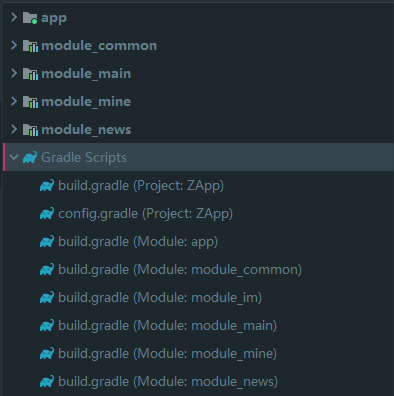 app
module_common
module_main
module_mine
module_news
Gradle Scripts
build.gradle (Project: ZApp)
config.gradle (Project: ZApp)
build.gradle (Module: app)
build.gradle (Module: module_common)
build.gradle (Module: module_im)
build.gradle (Module: module_main)
build.gradle (Module: module_mine)
build.gradle (Module: module_news)